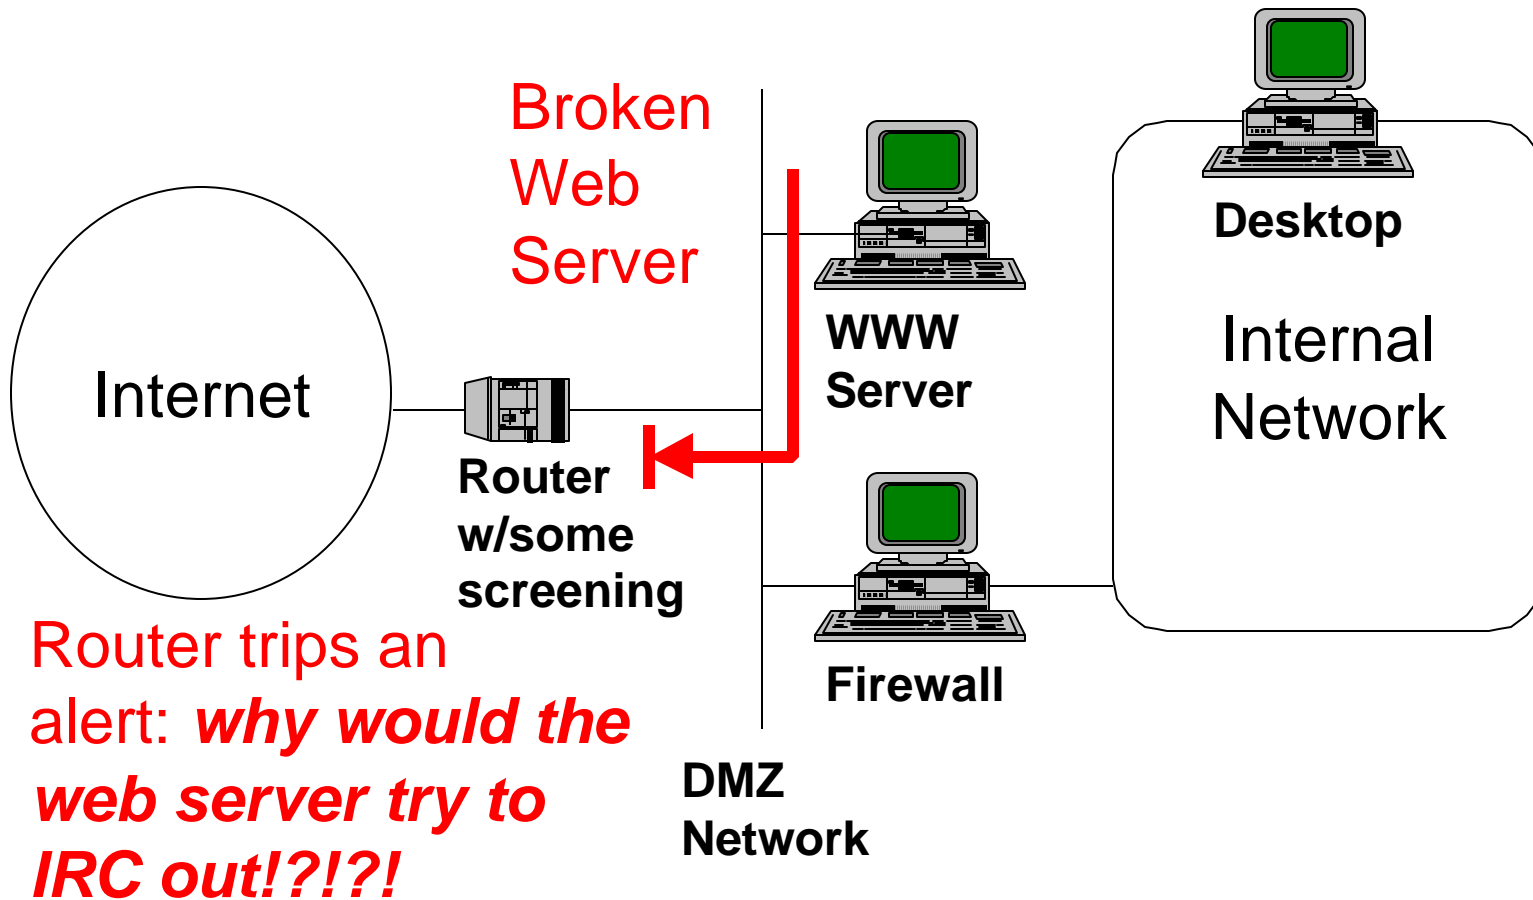 Broken
Web
Server
Desktop
Internet
WWW
Server
Internal
Network
Router
w/some
screening
Firewall
Router trips an
alert: why would the
web server try to
IRC out!?!?!
DMZ
Network